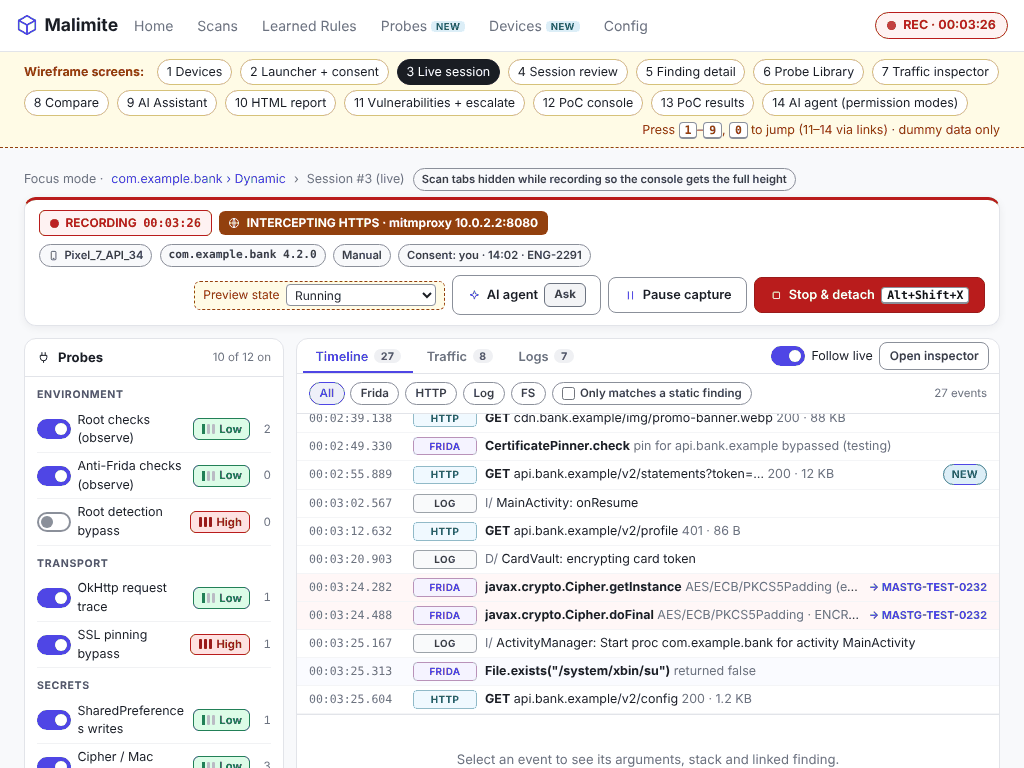 Malimite
Home Scans Learned Rules Probes NEW Devices NEW Config
REC · 00:03:26
Wireframe screens: 1 Devices 2 Launcher + consent 3 Live session 4 Session review 5 Finding detail 6 Probe Library 7 Traffic inspector
8 Compare 9 AI Assistant 10 HTML report 11 Vulnerabilities + escalate 12 PoC console 13 PoC results 14 AI agent (permission modes)
Press 1–9, 0 to jump (11–14 via links) · dummy data only
Focus mode · com.example.bank › Dynamic › Session #3 (live) Scan tabs hidden while recording so the console gets the full height
RECORDING 00:03:26 INTERCEPTING HTTPS · mitmproxy 10.0.2.2:8080
Pixel_7_API_34 com.example.bank 4.2.0 Manual Consent: you · 14:02 · ENG-2291
Preview state Running AI agent Ask Pause capture Stop & detach Alt+Shift+X
Probes 10 of 12 on
ENVIRONMENT
Root checks (observe) Low 2
Anti-Frida checks (observe) Low 0
Root detection bypass High 0
TRANSPORT
OkHttp request trace Low 1
SSL pinning bypass High 1
SECRETS
SharedPreferences writes Low 1
Cipher / Mac Low 3
Timeline 27 Traffic 8 Logs 7 Follow live Open inspector
All Frida HTTP Log FS Only matches a static finding 27 events
00:02:39.138 HTTP GET cdn.bank.example/img/promo-banner.webp 200 · 88 KB
00:02:49.330 FRIDA CertificatePinner.check pin for api.bank.example bypassed (testing)
00:02:55.889 HTTP GET api.bank.example/v2/statements?token=… 200 · 12 KB NEW
00:03:02.567 LOG I/ MainActivity: onResume
00:03:12.632 HTTP GET api.bank.example/v2/profile 401 · 86 B
00:03:20.903 LOG D/ CardVault: encrypting card token
00:03:24.282 FRIDA javax.crypto.Cipher.getInstance AES/ECB/PKCS5Padding (e… → MASTG-TEST-0232
00:03:24.488 FRIDA javax.crypto.Cipher.doFinal AES/ECB/PKCS5Padding · ENCR… → MASTG-TEST-0232
00:03:25.167 LOG I/ ActivityManager: Start proc com.example.bank for activity MainActivity
00:03:25.313 FRIDA File.exists("/system/xbin/su") returned false
00:03:25.604 HTTP GET api.bank.example/v2/config 200 · 1.2 KB
Select an event to see its arguments, stack and linked finding.